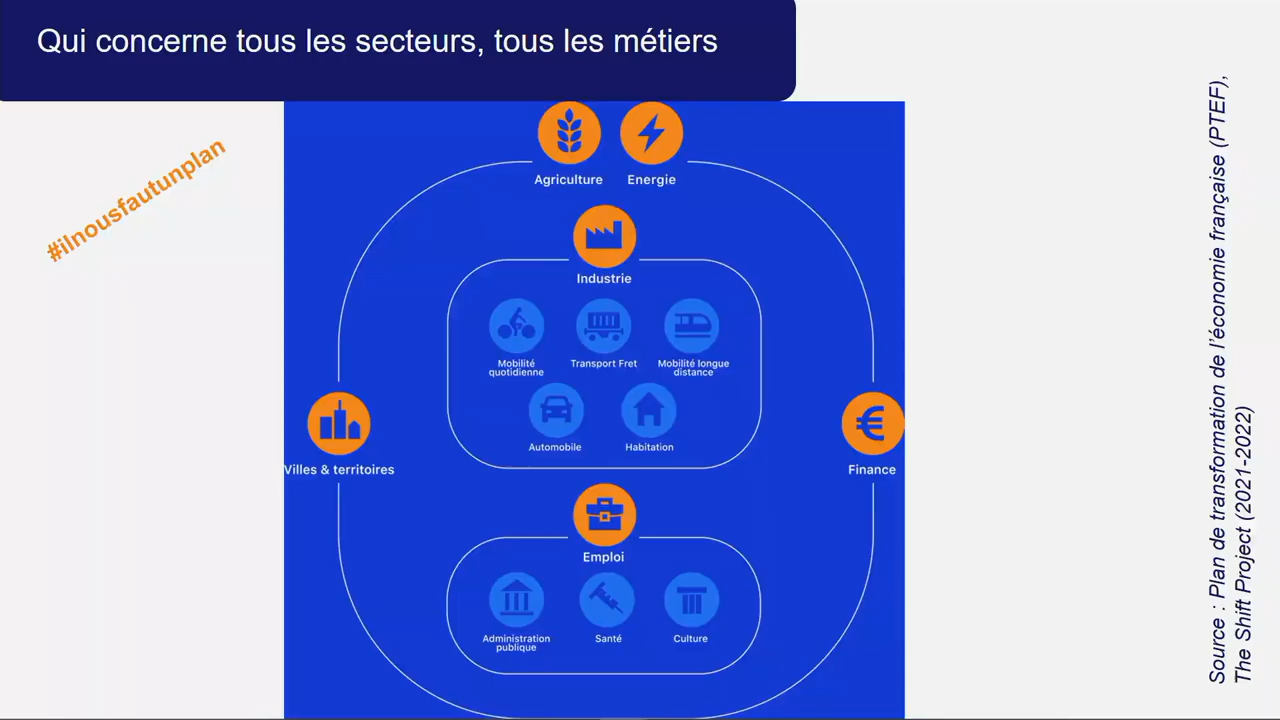 Qui concerne tous les secteurs, tous les métiers
#ilnousfautunplan
Agriculture
Energie
Industrie
Mobilité
quotidienne
Transport Fret
Mobilité longue
distance
Automobile
Habitation
Villes & territoires
Finance
Emploi
Administration
publique
Santé
Culture
Source : Plan de transformation de l'économie française (PTEF),
The Shift Project (2021-2022)